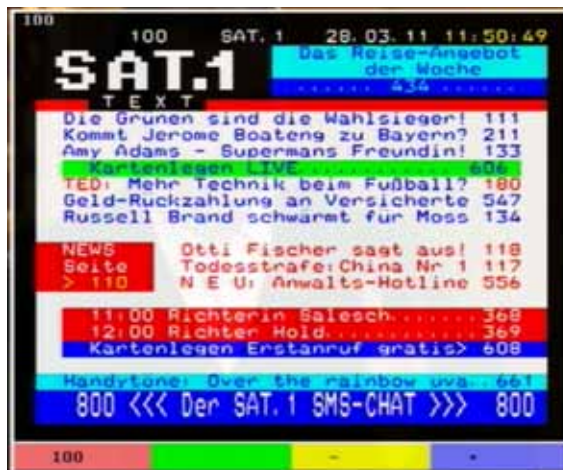 100
100 SAT.1 28.03.11 11:50:49
SAT.1
TEXT
Das Reise-Angebot
der Woche
...... 434 ......
Die Grünen sind die Wahlsieger! 111
Kommt Jerome Boateng zu Bayern? 211
Amy Adams - Supermans Freundin! 133
Kartenlegen LIVE............... 606
TED: Mehr Technik beim Fußball? 180
Geld-Rückzahlung an Versicherte 547
Russell Brand schwärmt für Moss 134
NEWS Otti Fischer sagt aus! 118
Seite Todesstrafe:China Nr 1 117
> 110 N E U: Anwalts-Hotline 556
11:00 Richterin Salesch....... 368
12:00 Richter Hold............ 369
Kartenlegen Erstanruf gratis> 608
Handytöne: Over the rainbow uva.. 661
800 <<< Der SAT.1 SMS-CHAT >>> 800
100 - +